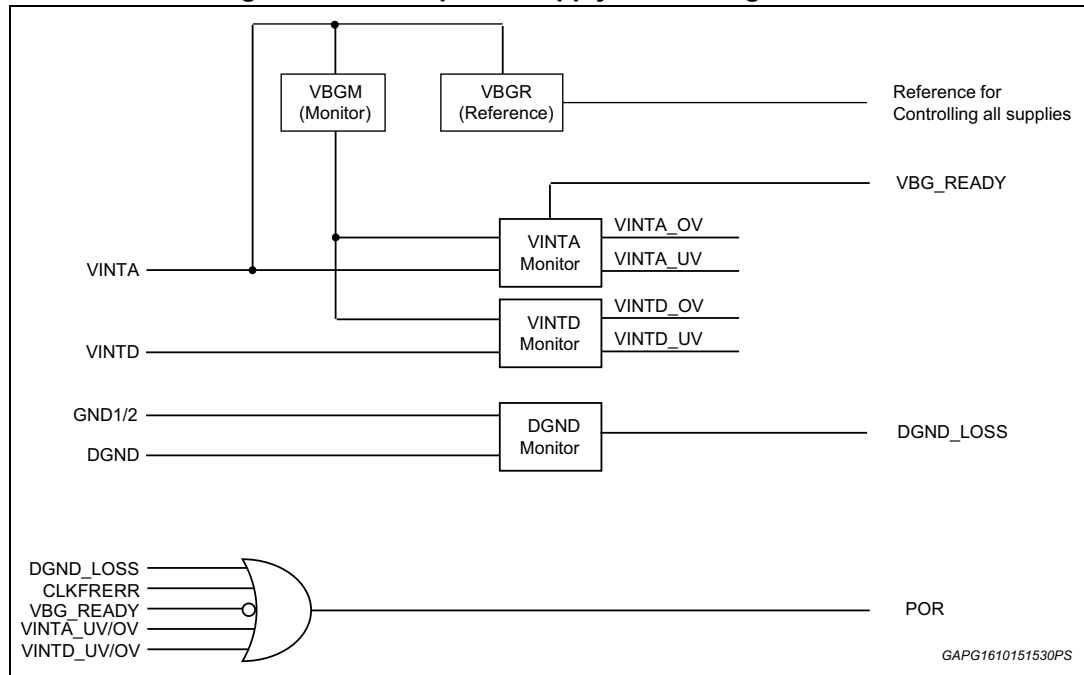 VBGM
(Monitor)
VBGR
(Reference)
Reference for
Controlling all supplies
VBG_READY
VINTA
Monitor
VINTA_OV
VINTA_UV
VINTA
VINTD
Monitor
VINTD_OV
VINTD_UV
VINTD
GND1/2
DGND
DGND
Monitor
DGND_LOSS
DGND_LOSS
CLKFRERR
VBG_READY
VINTA_UV/OV
VINTD_UV/OV
POR
GAPG1610151530PS